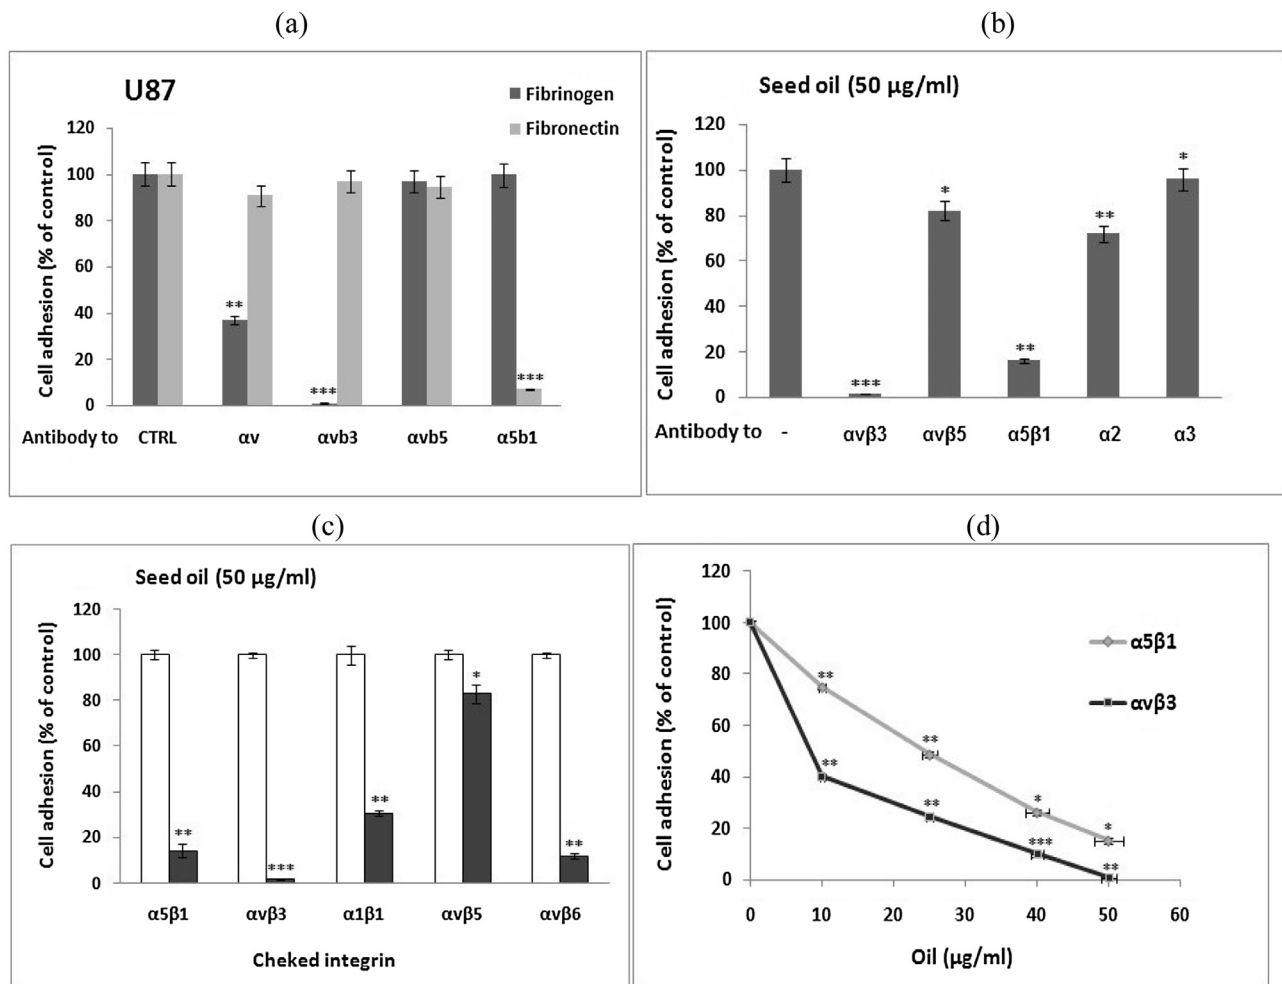 (a)
U87
Fibrinogen
Fibronectin
Cell adhesion (% of control)
120
100
80
60
40
20
0
**
***
***
Antibody to CTRL αv αvb3 αvb5 α5b1
(b)
Seed oil (50 µg/ml)
Cell adhesion (% of control)
120
100
80
60
40
20
0
***
*
**
**
*
Antibody to - αvβ3 αvβ5 α5β1 α2 α3
(c)
Seed oil (50 µg/ml)
Cell adhesion (% of control)
120
100
80
60
40
20
0
**
***
**
*
**
α5β1 αvβ3 α1β1 αvβ5 αvβ6
Cheked integrin
(d)
Cell adhesion (% of control)
120
100
80
60
40
20
0
α5β1
αvβ3
**
**
*
*
**
**
***
**
0 10 20 30 40 50 60
Oil (µg/ml)